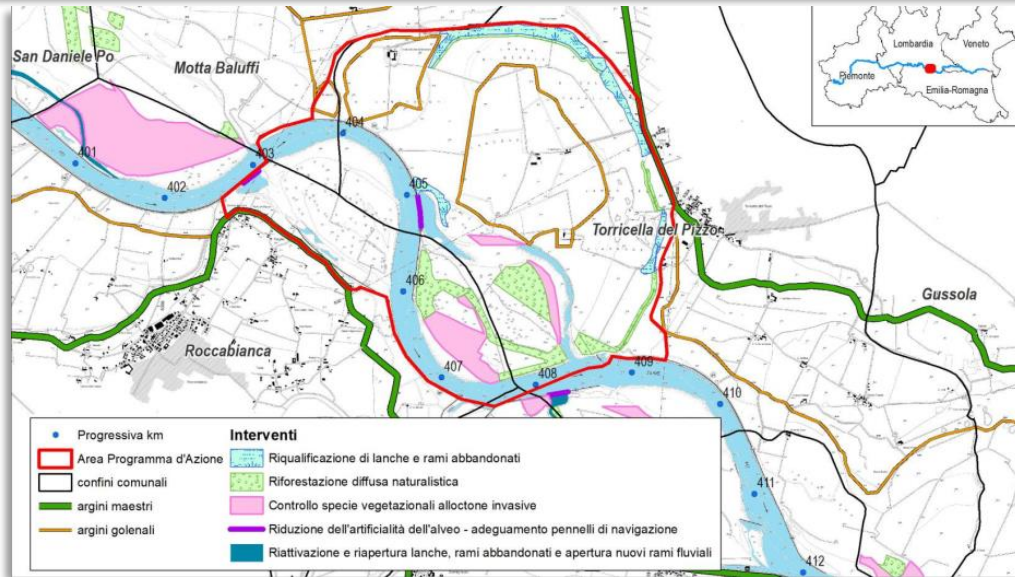 San Daniele Po
Motta Baluffi
Lombardia
Veneto
Piemonte
Emilia-Romagna
401
402
403
404
405
406
407
408
409
410
411
412
Torricella del Pizzo
Gussola
Roccabianca
Progressiva km
Area Programma d'Azione
confini comunali
argini maestri
argini golenali
Interventi
Riqualificazione di lanche e rami abbandonati
Riforestazione diffusa naturalistica
Controllo specie vegetazionali alloctone invasive
Riduzione dell'artificialità dell'alveo - adeguamento pennelli di navigazione
Riattivazione e riapertura lanche, rami abbandonati e apertura nuovi rami fluviali